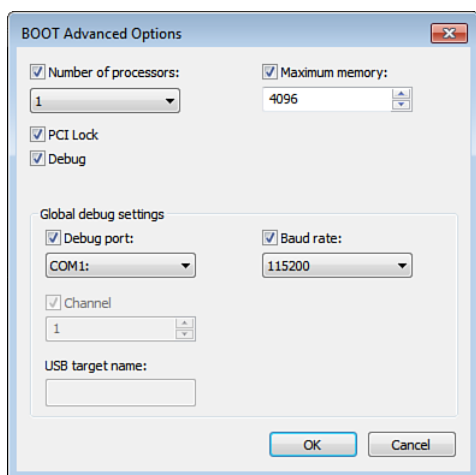 BOOT Advanced Options
Number of processors:
Maximum memory:
1
4096
PCI Lock
Debug
Global debug settings
Debug port:
Baud rate:
COM1:
115200
Channel
1
USB target name:
OK
Cancel